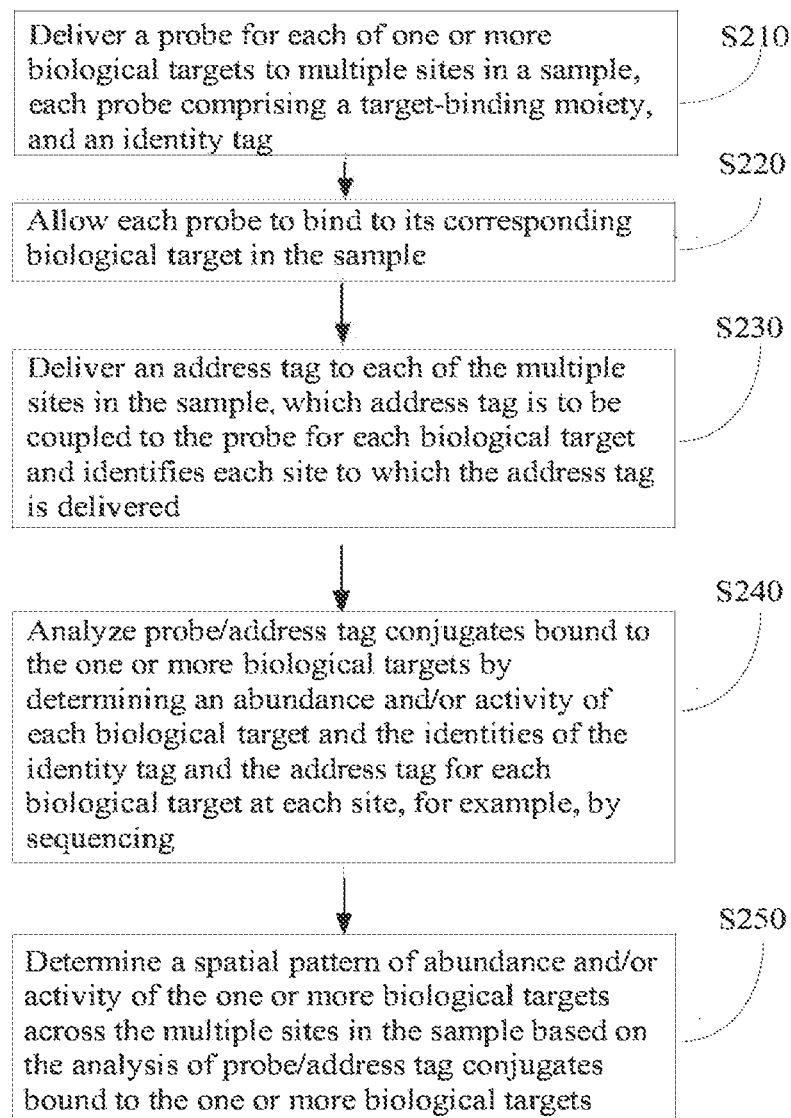 Deliver a probe for each of one or more
biological targets to multiple sites in a sample,
each probe comprising a target-binding moiety,
and an identity tag
S210
Allow each probe to bind to its corresponding
biological target in the sample
S220
Deliver an address tag to each of the multiple
sites in the sample, which address tag is to be
coupled to the probe for each biological target
and identifies each site to which the address tag
is delivered
S230
Analyze probe/address tag conjugates bound to
the one or more biological targets by
determining an abundance and/or activity of
each biological target and the identities of the
identity tag and the address tag for each
biological target at each site, for example, by
sequencing
S240
Determine a spatial pattern of abundance and/or
activity of the one or more biological targets
across the multiple sites in the sample based on
the analysis of probe/address tag conjugates
bound to the one or more biological targets
S250